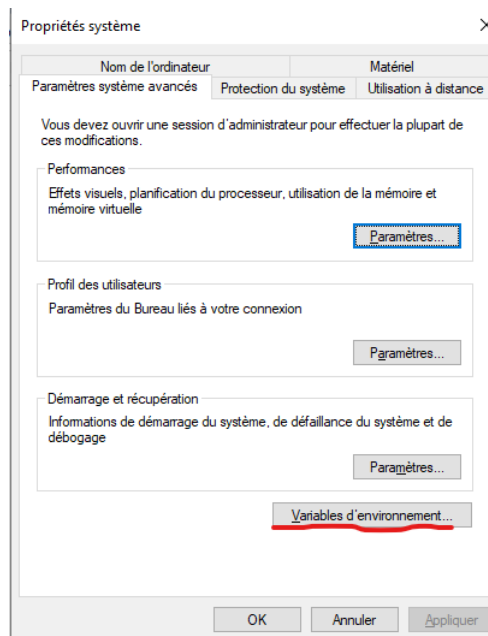 Propriétés système
Nom de l'ordinateur
Matériel
Paramètres système avancés
Protection du système
Utilisation à distance
Vous devez ouvrir une session d'administrateur pour effectuer la plupart de
ces modifications.
Performances
Effets visuels, planification du processeur, utilisation de la mémoire et
mémoire virtuelle
Paramètres...
Profil des utilisateurs
Paramètres du Bureau liés à votre connexion
Paramètres...
Démarrage et récupération
Informations de démarrage du système, de défaillance du système et de
débogage
Paramètres...
Variables d'environnement...
OK
Annuler
Appliquer